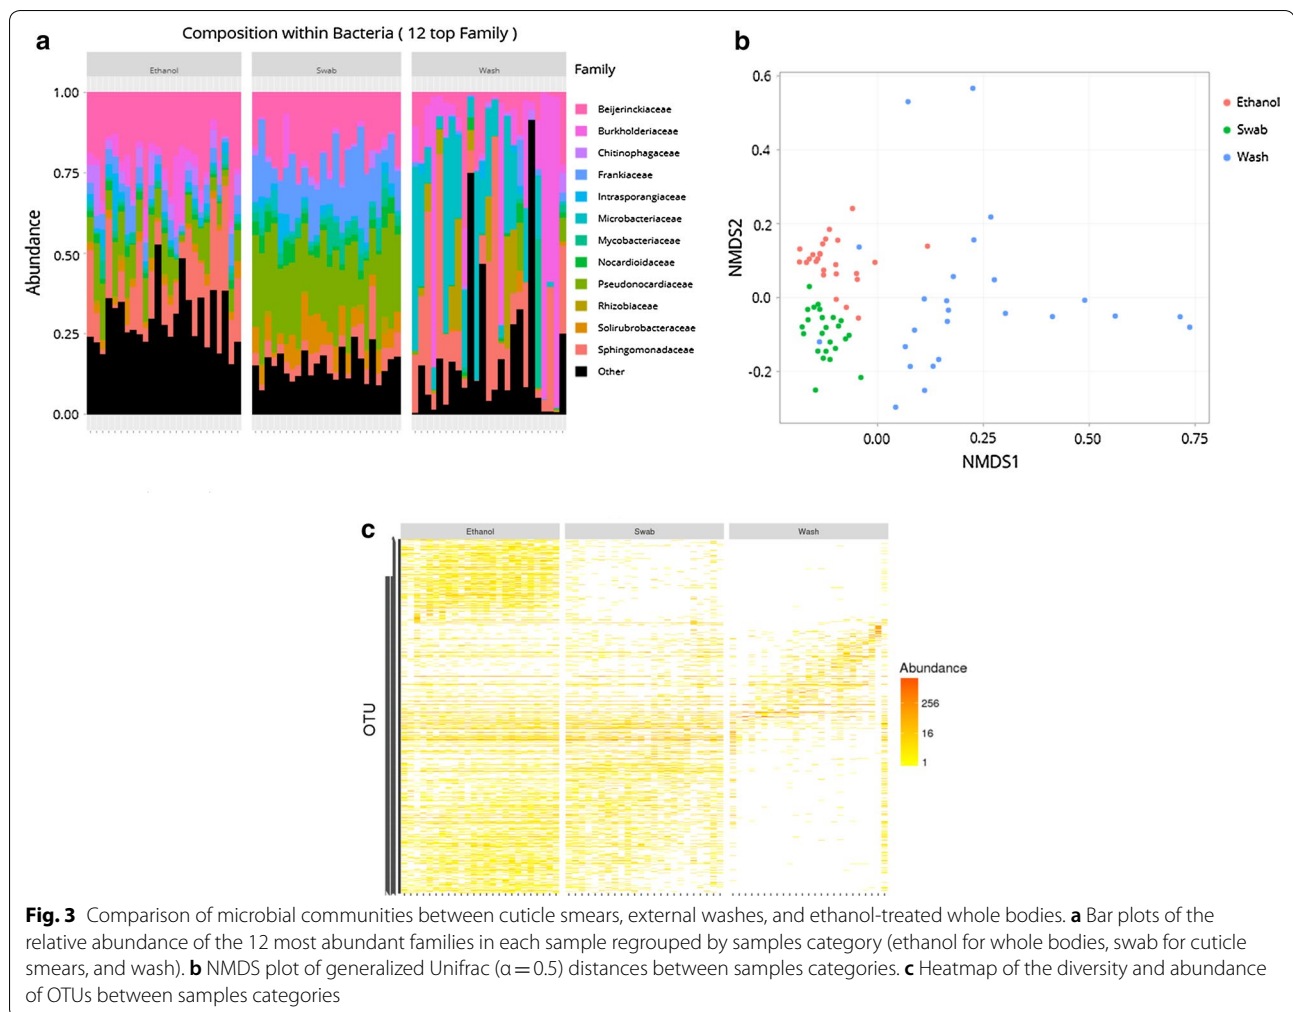 a
Composition within Bacteria ( 12 top Family )
Ethanol
Swab
Wash
Abundance
1.00
0.75
0.50
0.25
0.00
Family
Beijerinckiaceae
Burkholderiaceae
Chitinophagaceae
Frankiaceae
Intrasporangiaceae
Microbacteriaceae
Mycobacteriaceae
Nocardioidaceae
Pseudonocardiaceae
Rhizobiaceae
Solirubrobacteraceae
Sphingomonadaceae
Other
b
NMDS2
0.6
0.4
0.2
0.0
-0.2
0.00
0.25
0.50
0.75
NMDS1
Ethanol
Swab
Wash
c
Ethanol
Swab
Wash
OTU
Abundance
256
16
1
Fig. 3 Comparison of microbial communities between cuticle smears, external washes, and ethanol-treated whole bodies. a Bar plots of the
relative abundance of the 12 most abundant families in each sample regrouped by samples category (ethanol for whole bodies, swab for cuticle
smears, and wash). b NMDS plot of generalized Unifrac (α = 0.5) distances between samples categories. c Heatmap of the diversity and abundance
of OTUs between samples categories